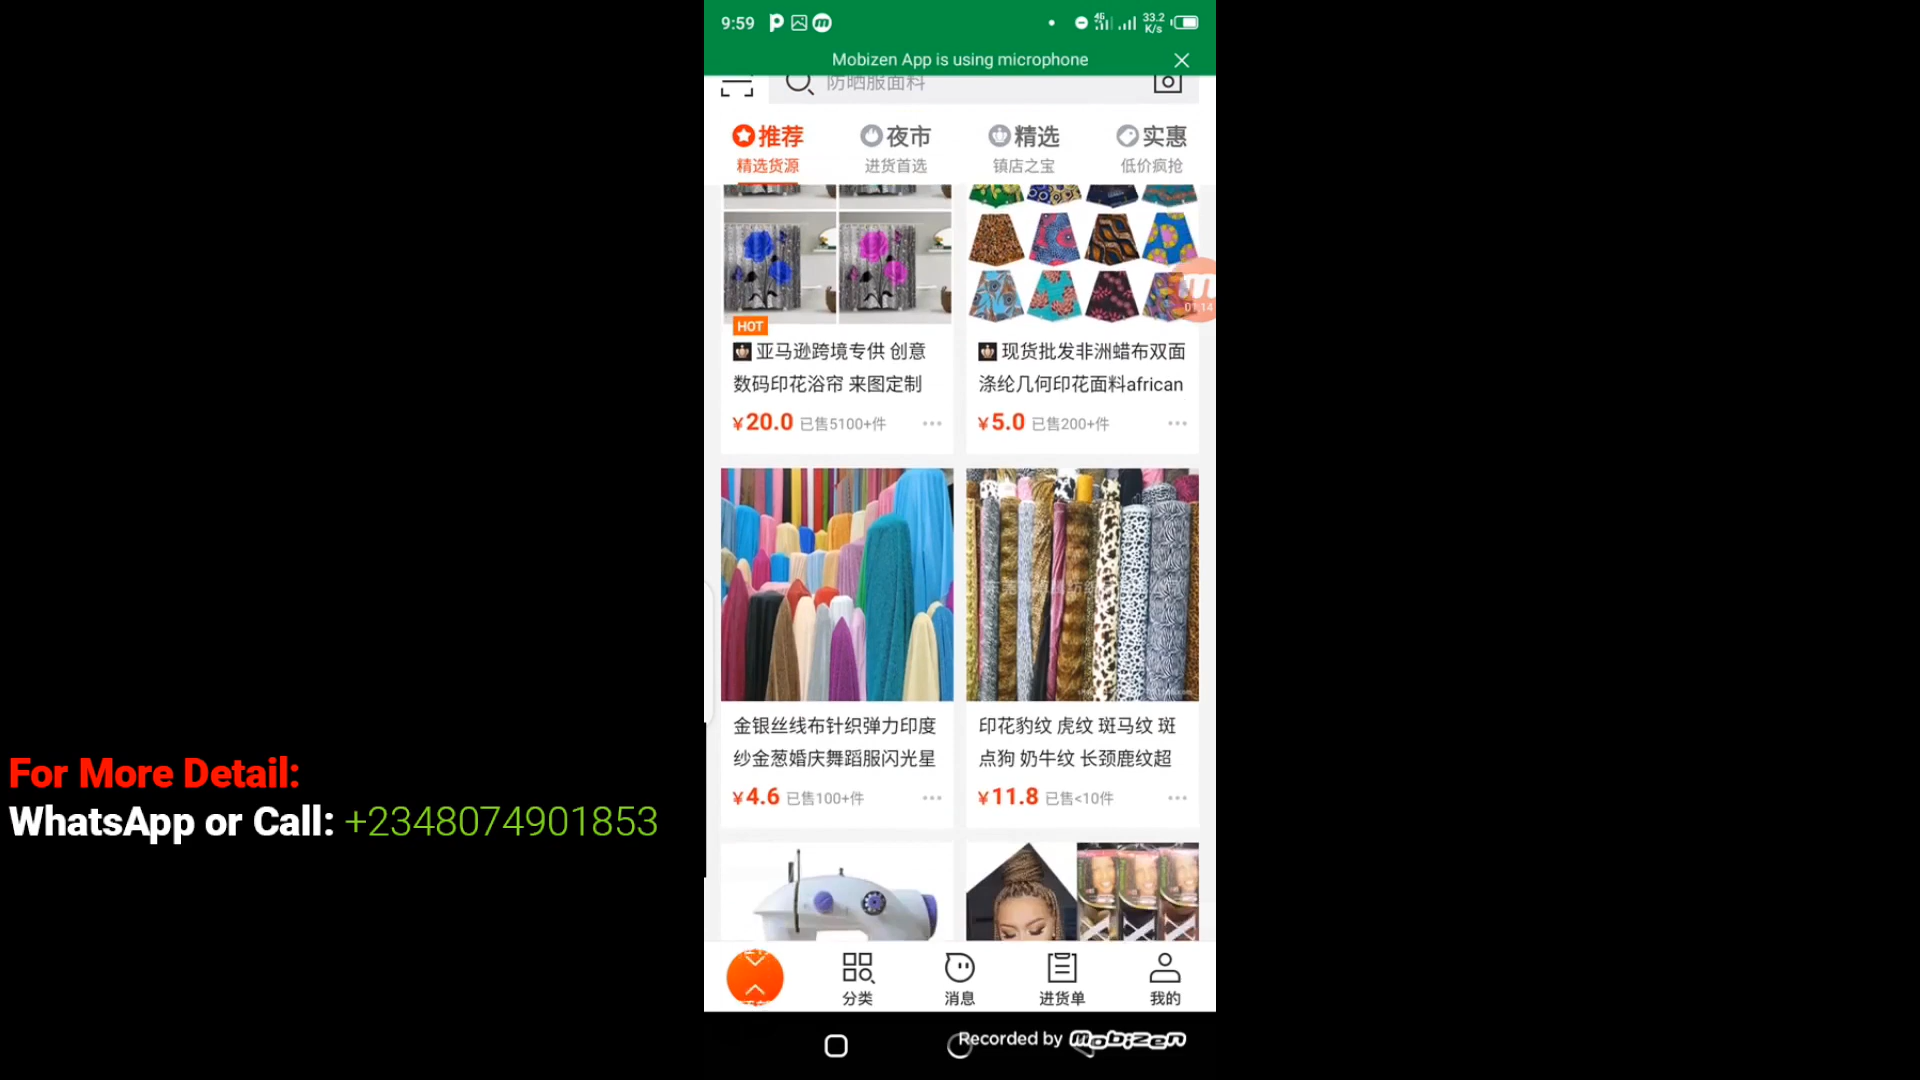 9:59
4G
33.2
K/s
Mobizen App is using microphone
防晒服面料
推荐
夜市
精选
实惠
精选货源
进货首选
镇店之宝
低价疯抢
01:14
HOT
亚马逊跨境专供 创意
数码印花浴帘 来图定制
¥20.0 已售5100+件
现货批发非洲蜡布双面
涤纶几何印花面料african
¥5.0 已售200+件
金银丝线布针织弹力印度
纱金葱婚庆舞蹈服闪光星
¥4.6 已售100+件
印花豹纹 虎纹 斑马纹 斑
点狗 奶牛纹 长颈鹿纹超
¥11.8 已售<10件
For More Detail:
WhatsApp or Call: +2348074901853
分类
消息
进货单
我的
Recorded by mobizen